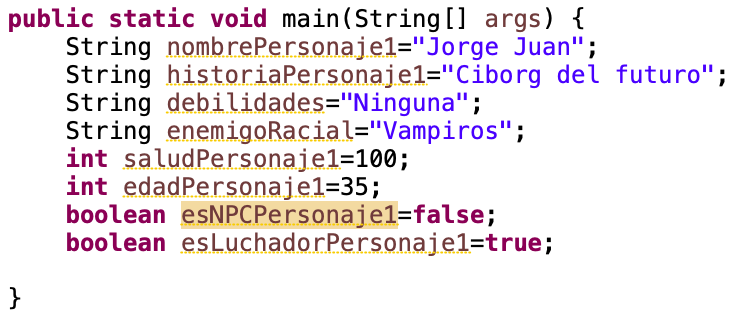 public static void main(String[] args) {
    String nombrePersonaje1="Jorge Juan";
    String historiaPersonaje1="Ciborg del futuro";
    String debilidades="Ninguna";
    String enemigoRacial="Vampiros";
    int saludPersonaje1=100;
    int edadPersonaje1=35;
    boolean esNPCPersonaje1=false;
    boolean esLuchadorPersonaje1=true;
}